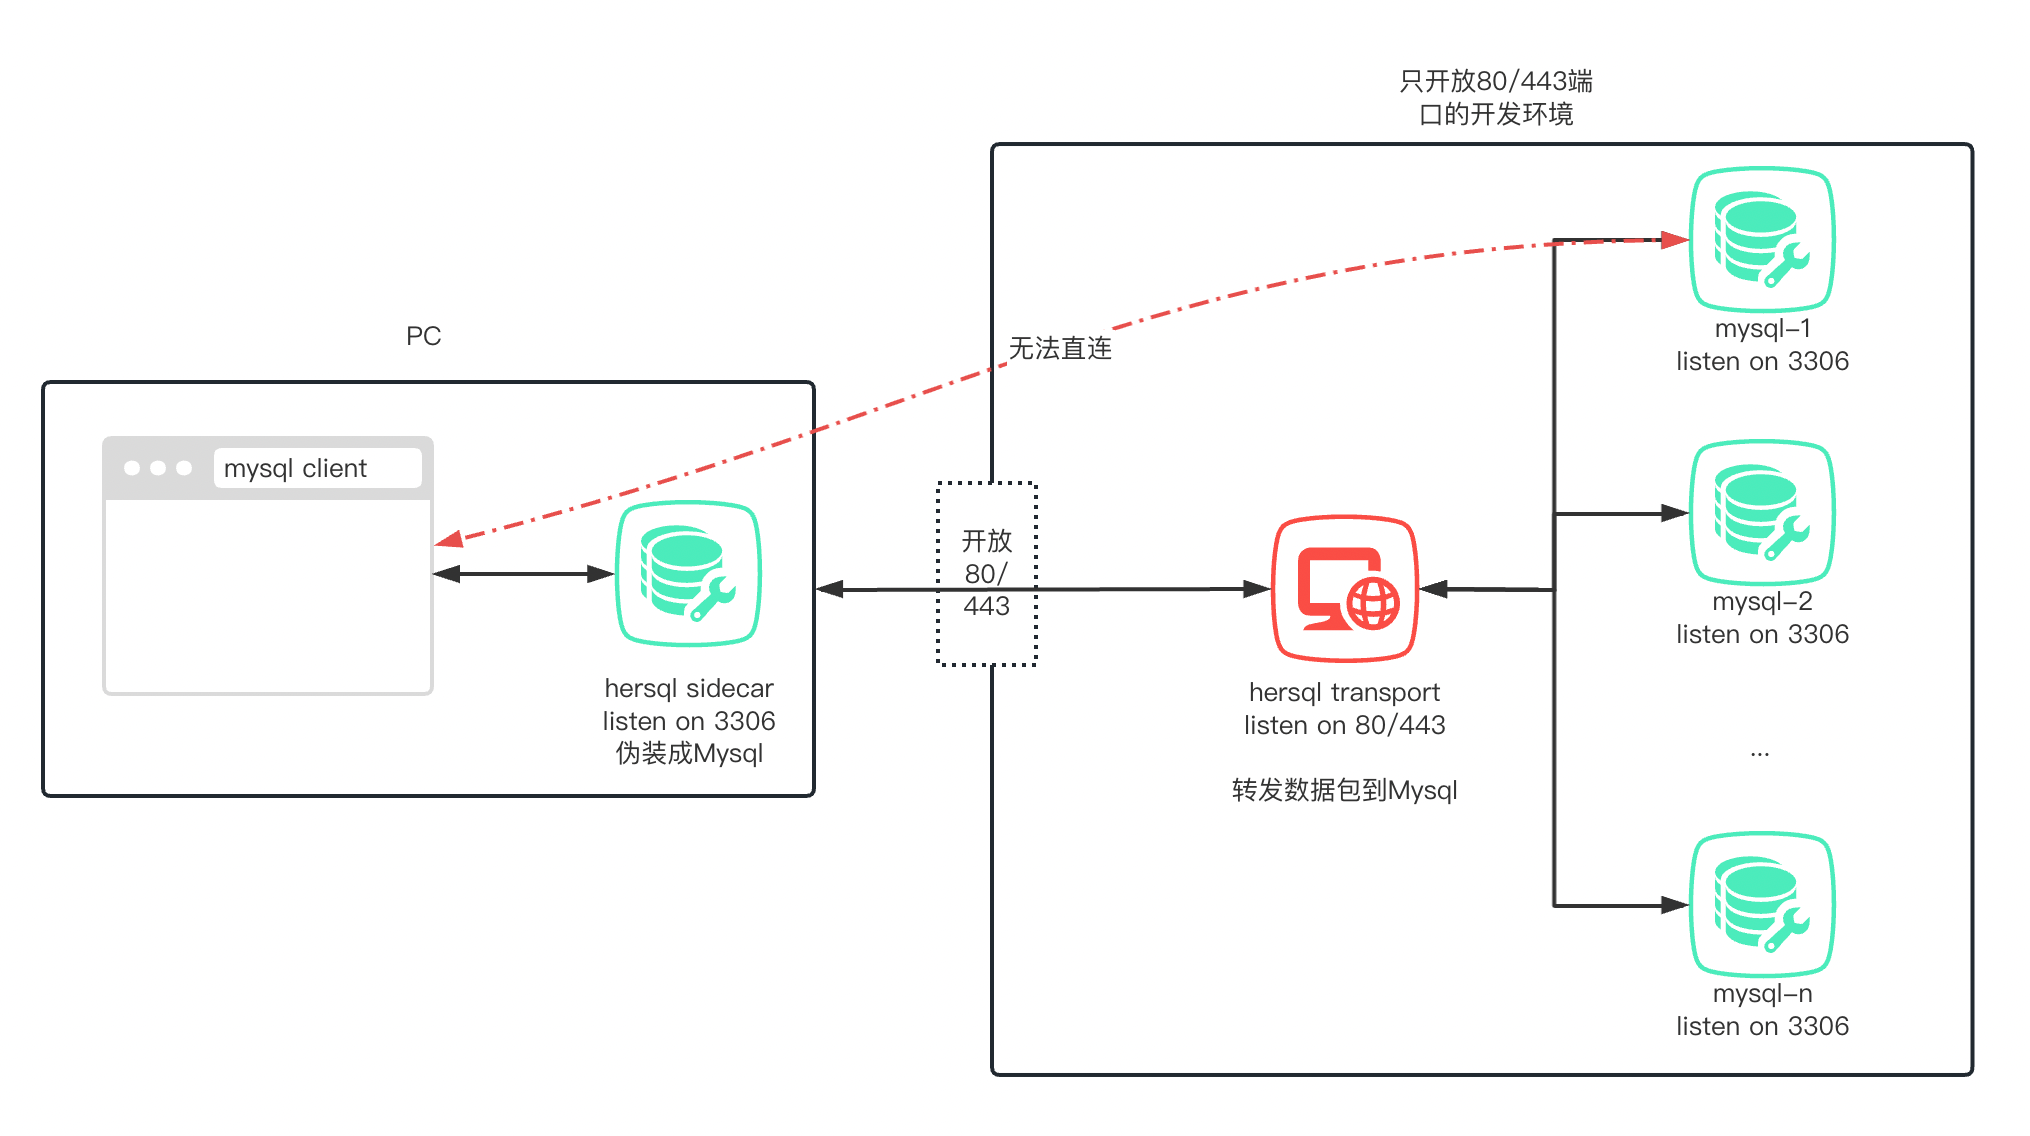 只开放80/443端
口的开发环境
PC
无法直连
mysql client
mysql-1
listen on 3306
开放
80/
443
mysql-2
listen on 3306
hersql sidecar
listen on 3306
伪装成Mysql
hersql transport
listen on 80/443
转发数据包到Mysql
...
mysql-n
listen on 3306